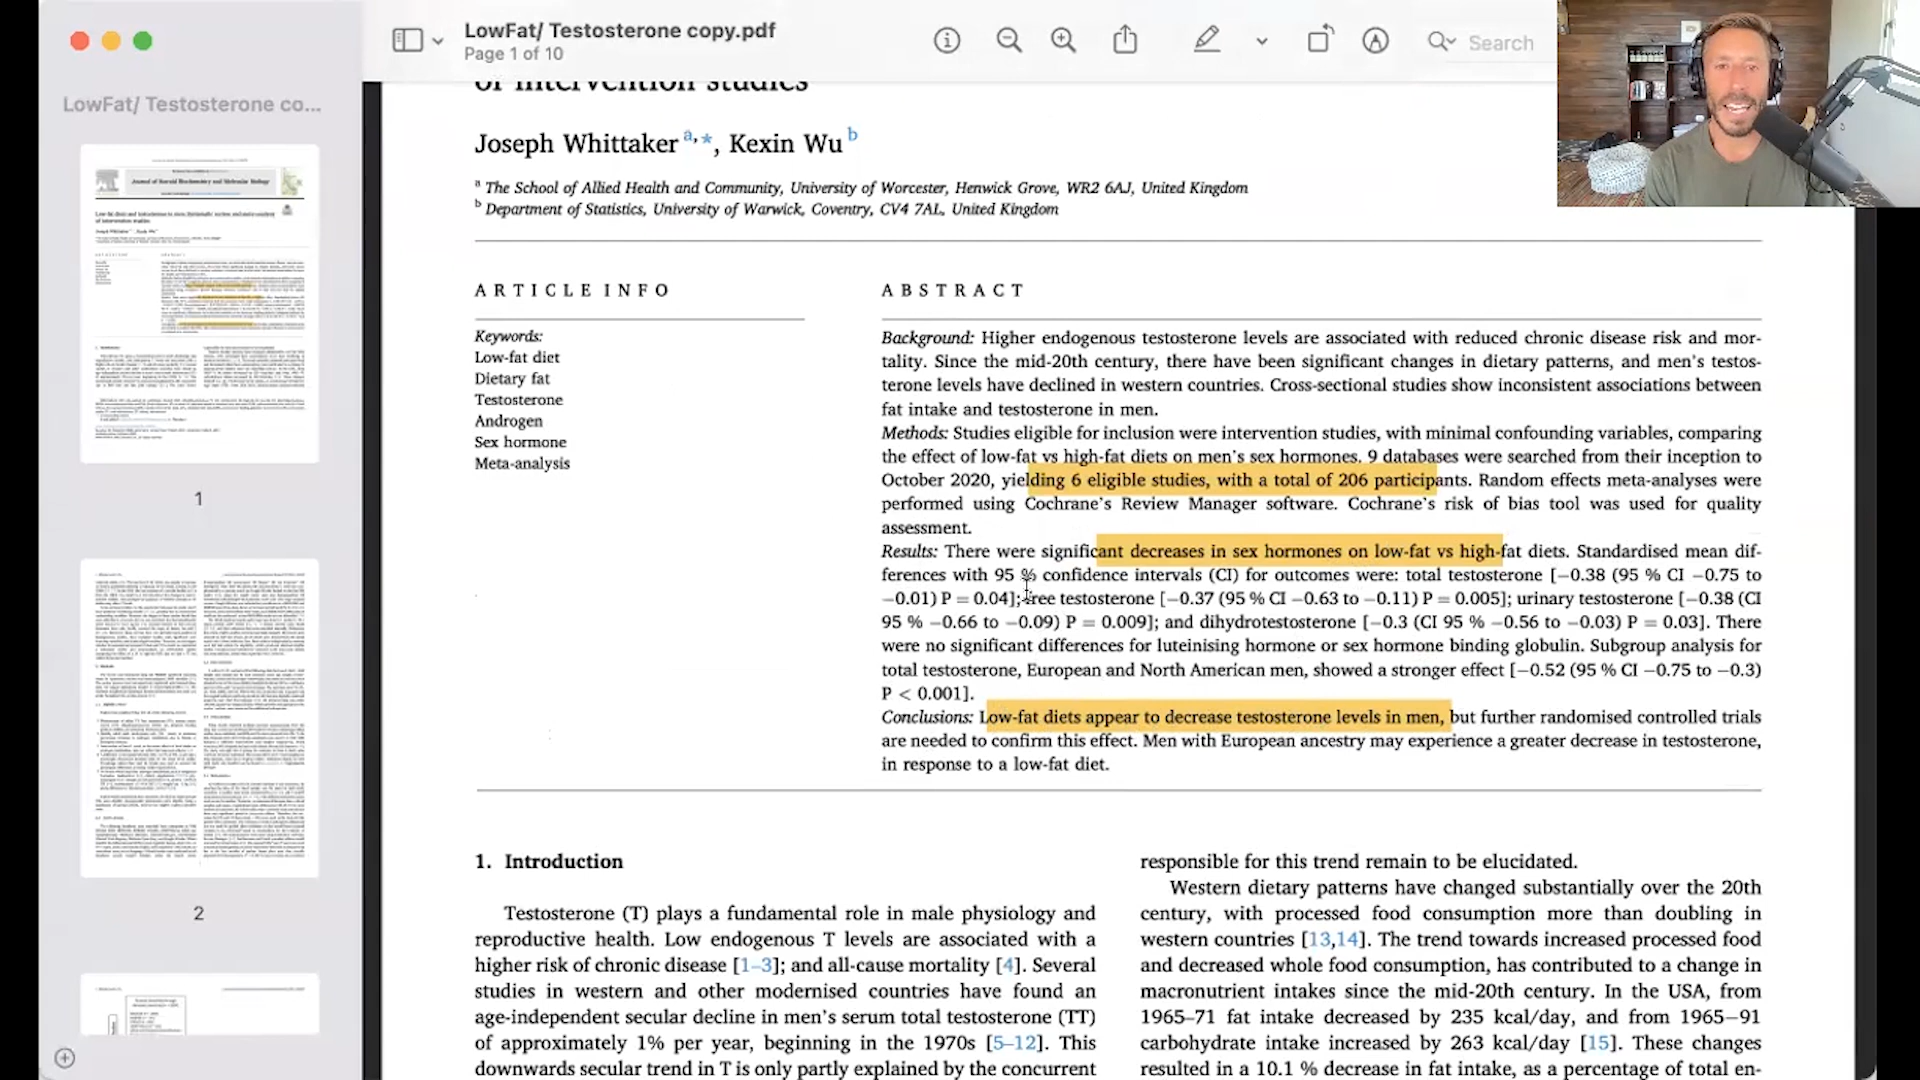 LowFat/ Testosterone copy.pdf
Page 1 of 10
Search
LowFat/ Testosterone co...
1
2
of intervention studies
Joseph Whittaker a,*, Kexin Wu b
a The School of Allied Health and Community, University of Worcester, Henwick Grove, WR2 6AJ, United Kingdom
b Department of Statistics, University of Warwick, Coventry, CV4 7AL, United Kingdom
ARTICLE INFO
Keywords:
Low-fat diet
Dietary fat
Testosterone
Androgen
Sex hormone
Meta-analysis
ABSTRACT
Background: Higher endogenous testosterone levels are associated with reduced chronic disease risk and mor-
tality. Since the mid-20th century, there have been significant changes in dietary patterns, and men's testos-
terone levels have declined in western countries. Cross-sectional studies show inconsistent associations between
fat intake and testosterone in men.
Methods: Studies eligible for inclusion were intervention studies, with minimal confounding variables, comparing
the effect of low-fat vs high-fat diets on men's sex hormones. 9 databases were searched from their inception to
October 2020, yielding 6 eligible studies, with a total of 206 participants. Random effects meta-analyses were
performed using Cochrane's Review Manager software. Cochrane's risk of bias tool was used for quality
assessment.
Results: There were significant decreases in sex hormones on low-fat vs high-fat diets. Standardised mean dif-
ferences with 95 % confidence intervals (CI) for outcomes were: total testosterone [−0.38 (95 % CI −0.75 to
−0.01) P = 0.04]; free testosterone [−0.37 (95 % CI −0.63 to −0.11) P = 0.005]; urinary testosterone [−0.38 (CI
95 % −0.66 to −0.09) P = 0.009]; and dihydrotestosterone [−0.3 (CI 95 % −0.56 to −0.03) P = 0.03]. There
were no significant differences for luteinising hormone or sex hormone binding globulin. Subgroup analysis for
total testosterone, European and North American men, showed a stronger effect [−0.52 (95 % CI −0.75 to −0.3)
P < 0.001].
Conclusions: Low-fat diets appear to decrease testosterone levels in men, but further randomised controlled trials
are needed to confirm this effect. Men with European ancestry may experience a greater decrease in testosterone,
in response to a low-fat diet.
1. Introduction
Testosterone (T) plays a fundamental role in male physiology and
reproductive health. Low endogenous T levels are associated with a
higher risk of chronic disease [1–3]; and all-cause mortality [4]. Several
studies in western and other modernised countries have found an
age-independent secular decline in men's serum total testosterone (TT)
of approximately 1% per year, beginning in the 1970s [5–12]. This
downwards secular trend in T is only partly explained by the concurrent
responsible for this trend remain to be elucidated.
Western dietary patterns have changed substantially over the 20th
century, with processed food consumption more than doubling in
western countries [13,14]. The trend towards increased processed food
and decreased whole food consumption, has contributed to a change in
macronutrient intakes since the mid-20th century. In the USA, from
1965–71 fat intake decreased by 235 kcal/day, and from 1965–91
carbohydrate intake increased by 263 kcal/day [15]. These changes
resulted in a 10.1 % decrease in fat intake, as a percentage of total en-